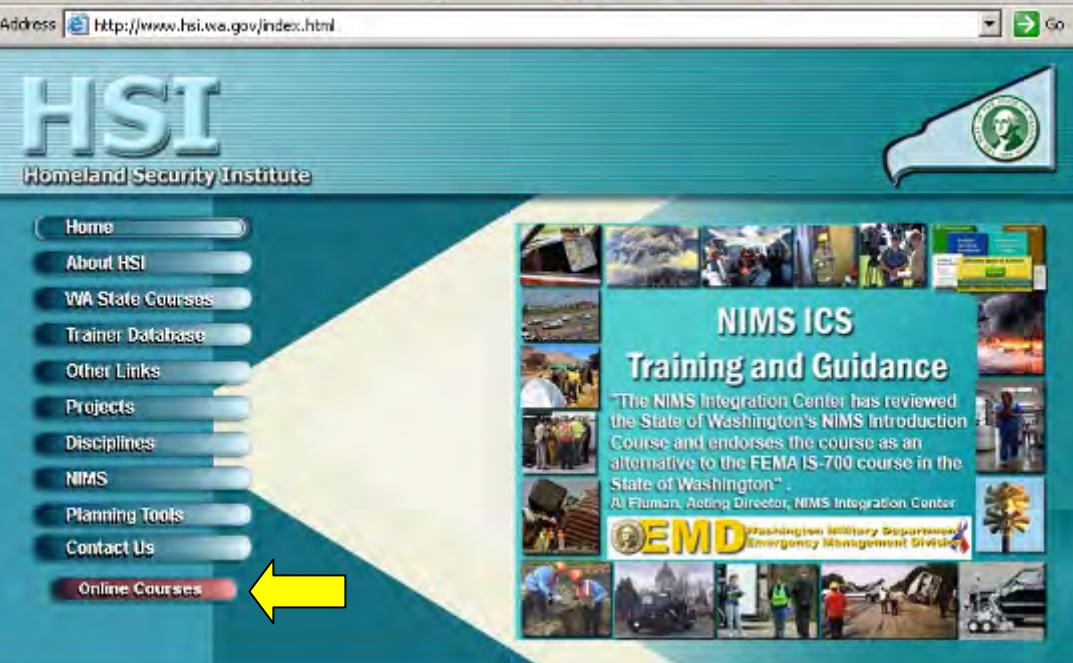 Address http://www.hsi.wa.gov/index.html Go
HSI
Homeland Security Institute
Home
About HSI
WA State Courses
Trainer Database
Other Links
Projects
Disciplines
NIMS
Planning Tools
Contact Us
Online Courses
NIMS ICS
Training and Guidance
"The NIMS Integration Center has reviewed
the State of Washington's NIMS Introduction
Course and endorses the course as an
alternative to the FEMA IS-700 course in the
State of Washington" .
Al Fluman, Acting Director, NIMS Integration Center
EMD Washington Military Department
Emergency Management Division